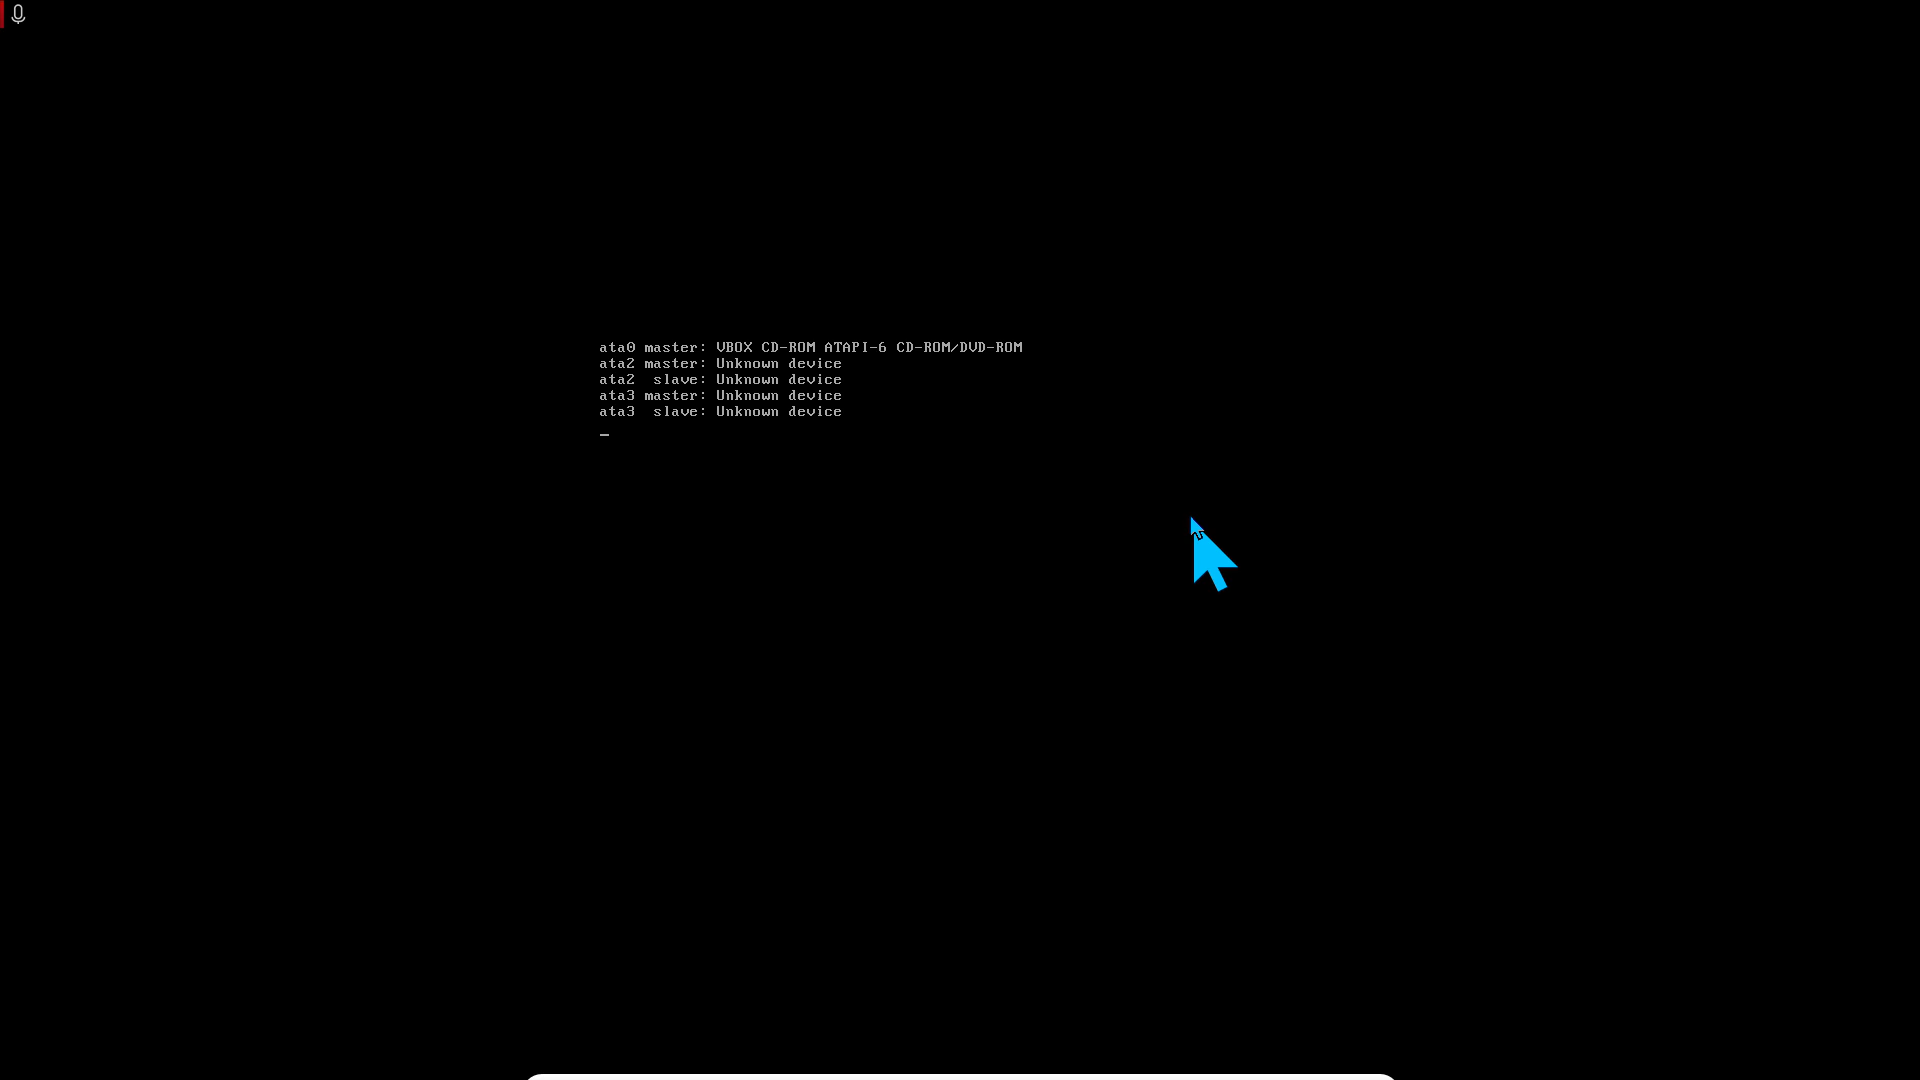 ata0 master: VBOX CD-ROM ATAPI-6 CD-ROM/DVD-ROM
ata2 master: Unknown device
ata2  slave: Unknown device
ata3 master: Unknown device
ata3  slave: Unknown device
_